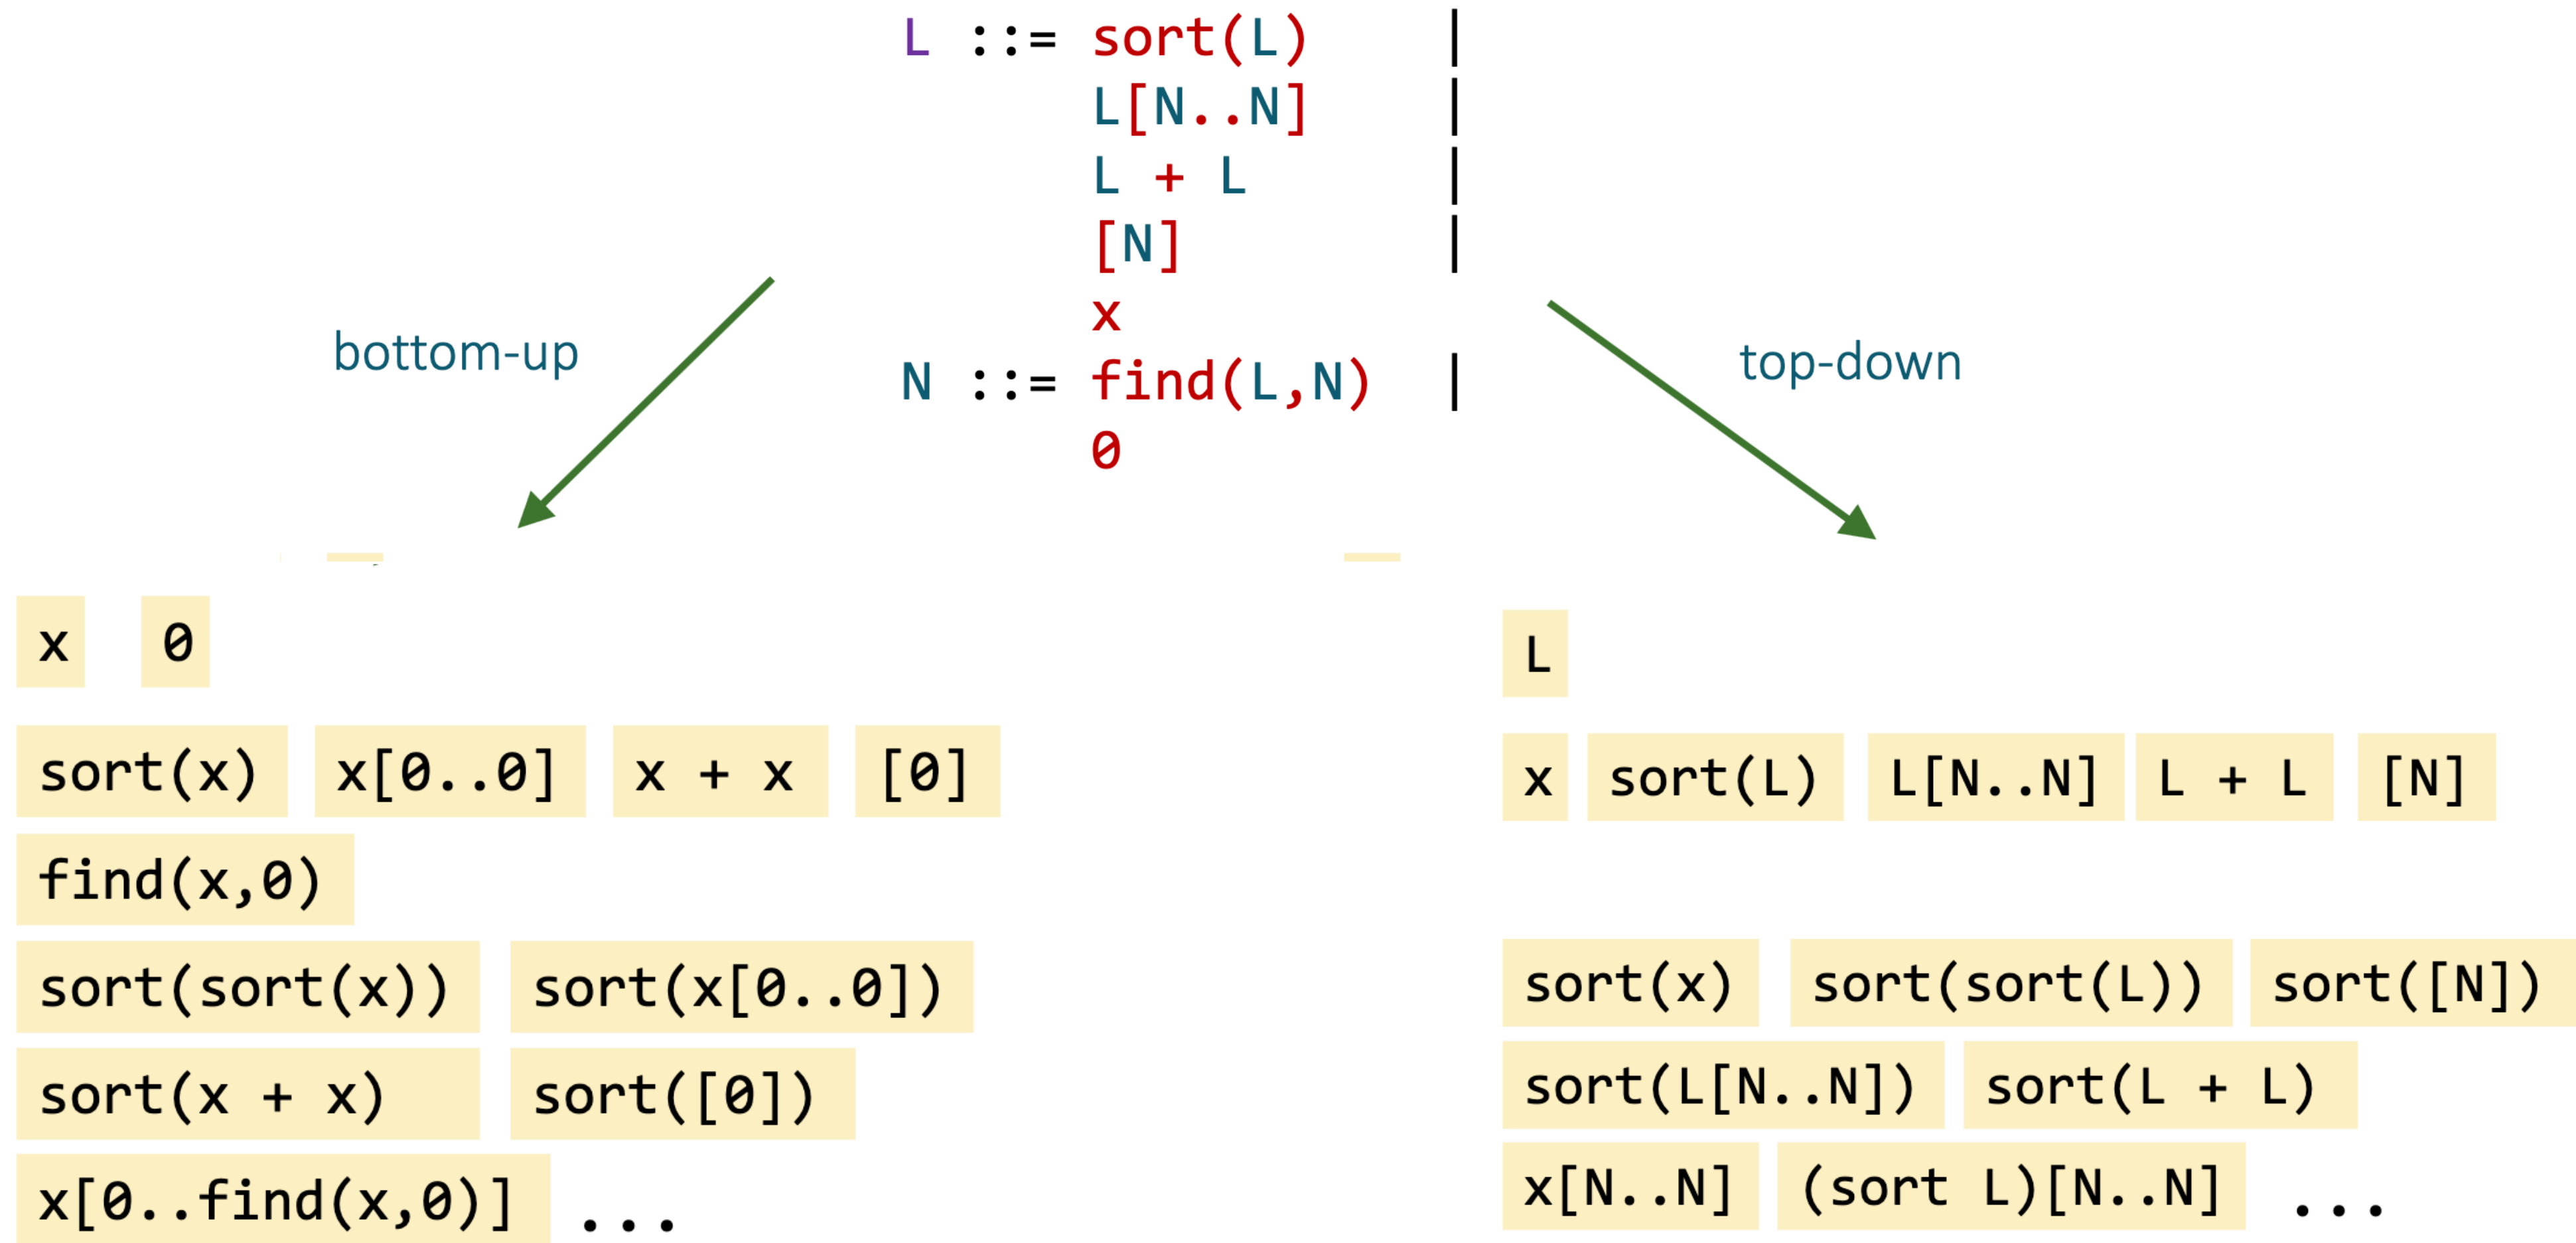 L ::= sort(L) |
L[N..N] |
L + L |
[N] |
x
N ::= find(L,N) |
0
bottom-up
top-down
x 0
sort(x) x[0..0] x + x [0]
find(x,0)
sort(sort(x)) sort(x[0..0])
sort(x + x) sort([0])
x[0..find(x,0)] ...
L
x sort(L) L[N..N] L + L [N]
sort(x) sort(sort(L)) sort([N])
sort(L[N..N]) sort(L + L)
x[N..N] (sort L)[N..N] ...